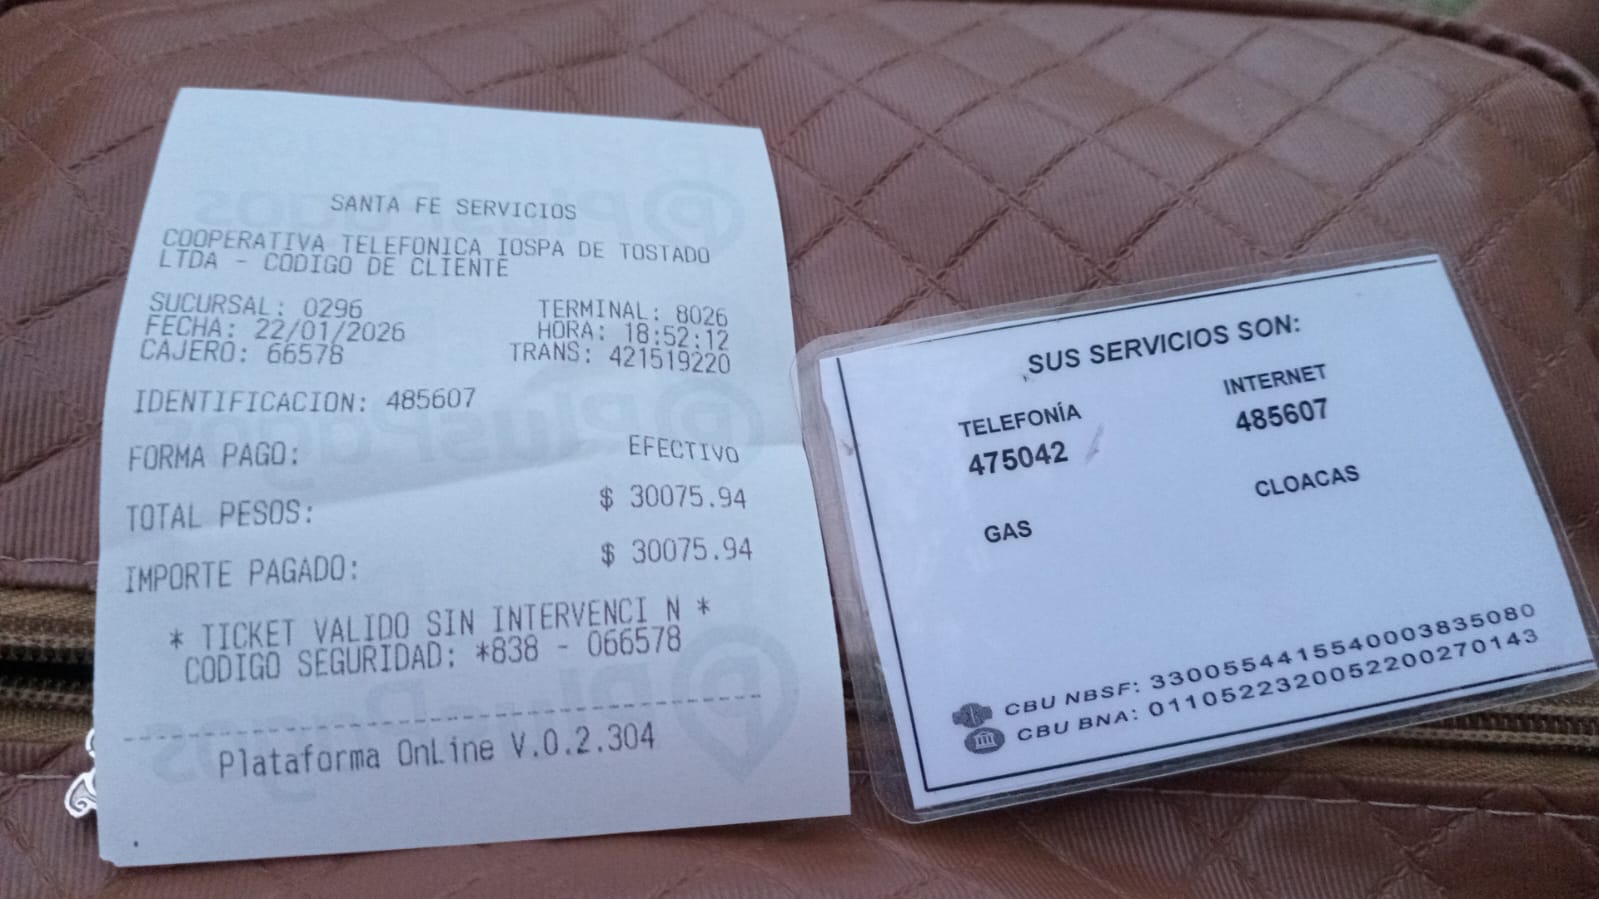 SANTA FE SERVICIOS
COOPERATIVA TELEFONICA IOSPA DE TOSTADO
LTDA - CODIGO DE CLIENTE
SUCURSAL: 0296 TERMINAL: 8026
FECHA: 22/01/2026 HORA: 18:52:12
CAJERO: 66578 TRANS: 421519220
IDENTIFICACION: 485607
FORMA PAGO: EFECTIVO
TOTAL PESOS: $ 30075.94
IMPORTE PAGADO: $ 30075.94
* TICKET VALIDO SIN INTERVENCI N *
CODIGO SEGURIDAD: *838 - 066578
Plataforma OnLine V.0.2.304
SUS SERVICIOS SON:
TELEFONÍA INTERNET
475042 485607
GAS CLOACAS
CBU NBSF: 3300554415540003835080
CBU BNA: 0110522320052200270143